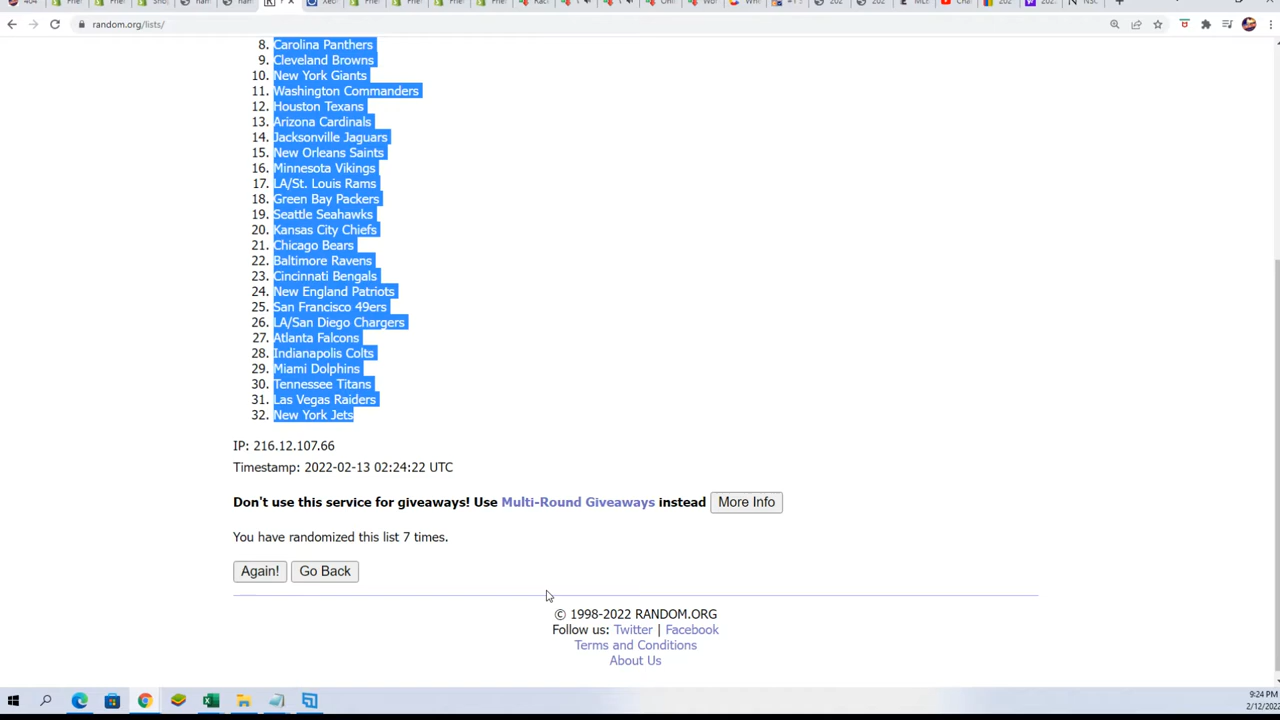 random.org/lists/
8. Carolina Panthers
9. Cleveland Browns
10. New York Giants
11. Washington Commanders
12. Houston Texans
13. Arizona Cardinals
14. Jacksonville Jaguars
15. New Orleans Saints
16. Minnesota Vikings
17. LA/St. Louis Rams
18. Green Bay Packers
19. Seattle Seahawks
20. Kansas City Chiefs
21. Chicago Bears
22. Baltimore Ravens
23. Cincinnati Bengals
24. New England Patriots
25. San Francisco 49ers
26. LA/San Diego Chargers
27. Atlanta Falcons
28. Indianapolis Colts
29. Miami Dolphins
30. Tennessee Titans
31. Las Vegas Raiders
32. New York Jets
IP: 216.12.107.66
Timestamp: 2022-02-13 02:24:22 UTC
Don't use this service for giveaways! Use Multi-Round Giveaways instead More Info
You have randomized this list 7 times.
Again! Go Back
© 1998-2022 RANDOM.ORG
Follow us: Twitter | Facebook
Terms and Conditions
About Us
9:24 PM